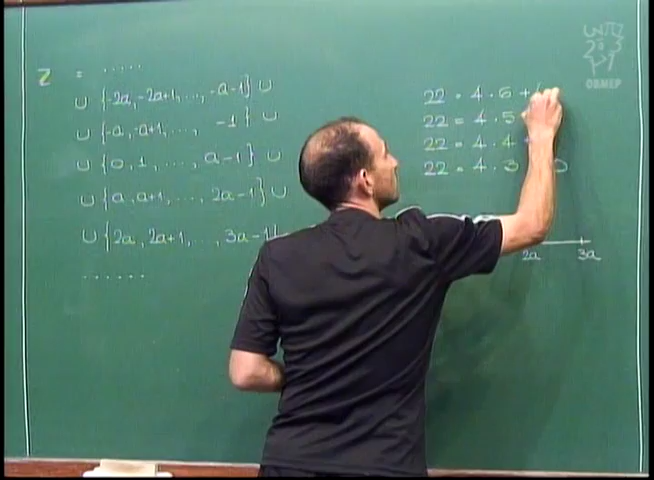 Z = .....
U {-2a, -2a+1, ..., -a-1} U
U {-a, -a+1, ..., -1} U
U {0, 1, ..., a-1} U
U {a, a+1, ..., 2a-1} U
U {2a, 2a+1, ..., 3a-1}
......
22 = 4 · 6 +
22 = 4 · 5
22 = 4 · 4
22 = 4 · 3
2a 3a
OBMEP